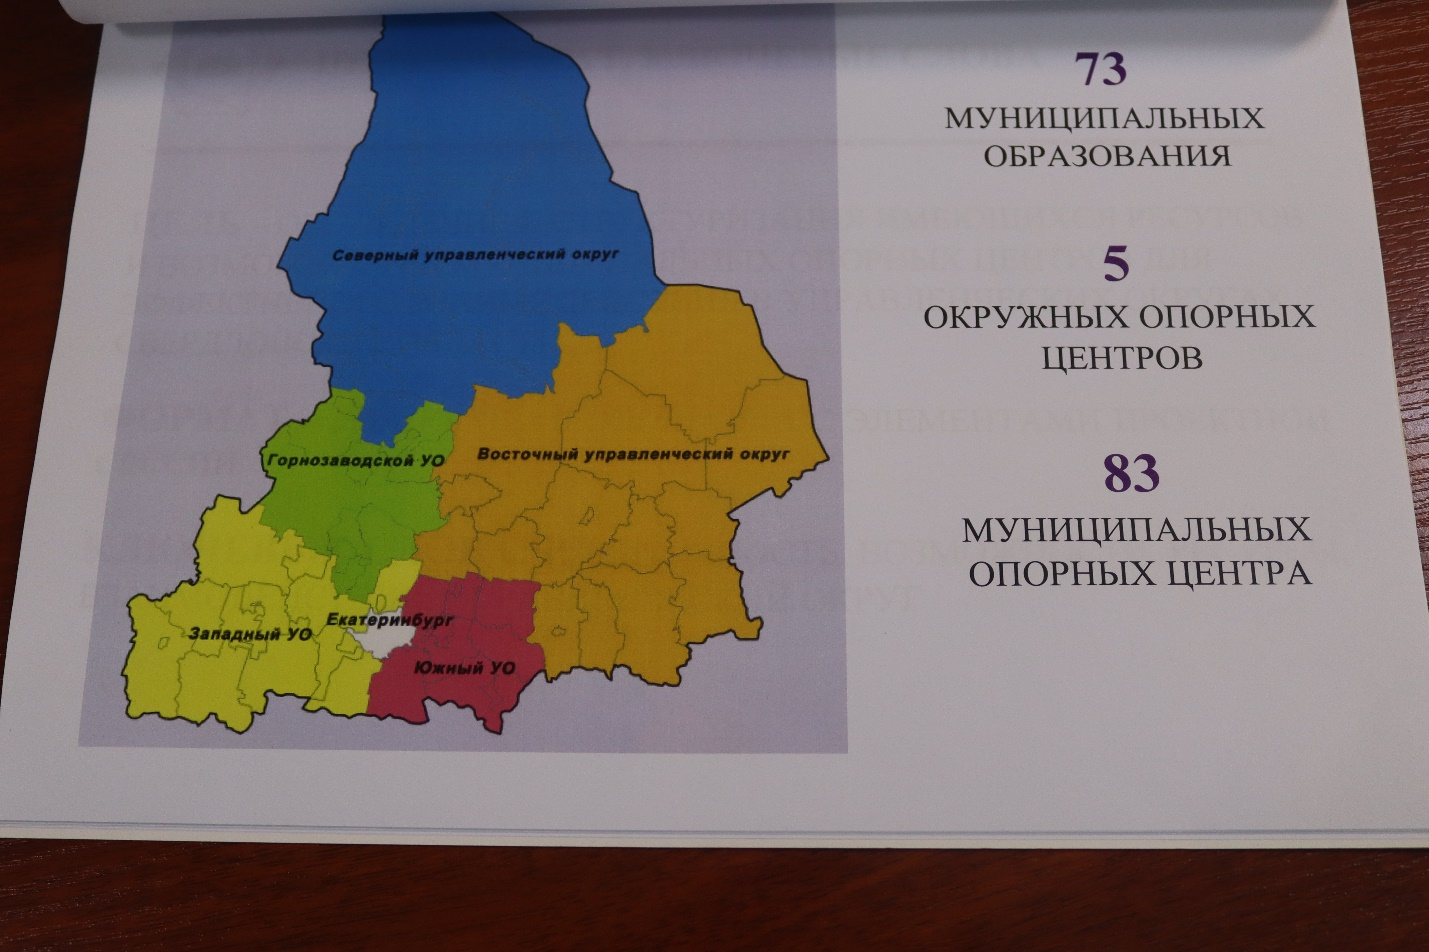 Северный управленческий округ
Горнозаводской УО
Восточный управленческий округ
Екатеринбург
Западный УО
Южный УО
73
МУНИЦИПАЛЬНЫХ
ОБРАЗОВАНИЯ
5
ОКРУЖНЫХ ОПОРНЫХ
ЦЕНТРОВ
83
МУНИЦИПАЛЬНЫХ
ОПОРНЫХ ЦЕНТРА